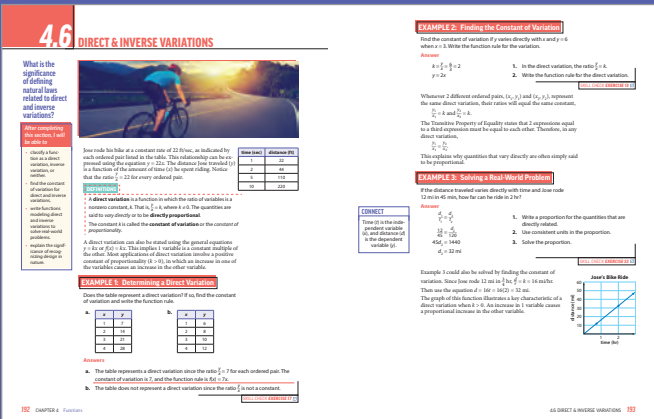 4.6 DIRECT & INVERSE VARIATIONS
What is the
significance
of defining
natural laws
related to direct
and inverse
variations?
After completing
this section, I will
be able to
• classify a func-
tion as a direct
variation, inverse
variation, or
neither.
• find the constant
of variation for
direct and inverse
variations.
• write functions
modeling direct
and inverse
variations to
solve real-world
problems.
• explain the signif-
icance of recog-
nizing design in
nature.
Jose rode his bike at a constant rate of 22 ft/sec, as indicated by
each ordered pair listed in the table. This relationship can be ex-
pressed using the equation y = 22x. The distance Jose traveled (y)
is a function of the amount of time (x) he spent riding. Notice
that the ratio y/x = 22 for every ordered pair.
time (sec) distance (ft)
1 22
2 44
5 110
10 220
DEFINITIONS
A direct variation is a function in which the ratio of variables is a
nonzero constant, k. That is, y/x = k, where k ≠ 0. The quantities are
said to vary directly or to be directly proportional.
The constant k is called the constant of variation or the constant of
proportionality.
A direct variation can also be stated using the general equations
y = kx or f(x) = kx. This implies 1 variable is a constant multiple of
the other. Most applications of direct variation involve a positive
constant of proportionality (k > 0), in which an increase in one of
the variables causes an increase in the other variable.
EXAMPLE 1: Determining a Direct Variation
Does the table represent a direct variation? If so, find the constant
of variation and write the function rule.
a. b.
x y x y
1 7 1 6
2 14 2 8
3 21 3 10
4 28 4 12
Answers
a. The table represents a direct variation since the ratio y/x = 7 for each ordered pair. The
constant of variation is 7, and the function rule is f(x) = 7x.
b. The table does not represent a direct variation since the ratio y/x is not a constant.
SKILL CHECK EXERCISE 17
192 CHAPTER 4 Functions
EXAMPLE 2: Finding the Constant of Variation
Find the constant of variation if y varies directly with x and y = 6
when x = 3. Write the function rule for the variation.
Answer
k = y/x = 6/3 = 2 1. In the direct variation, the ratio y/x = k.
y = 2x 2. Write the function rule for the direct variation.
Whenever 2 different ordered pairs, (x₁, y₁) and (x₂, y₂), represent
the same direct variation, their ratios will equal the same constant,
y₁/x₁ = k and y₂/x₂ = k.
The Transitive Property of Equality states that 2 expressions equal
to a third expression must be equal to each other. Therefore, in any
direct variation,
y₁/x₁ = y₂/x₂.
This explains why quantities that vary directly are often simply said
to be proportional.
EXAMPLE 3: Solving a Real-World Problem
If the distance traveled varies directly with time and Jose rode
12 mi in 45 min, how far can he ride in 2 hr?
CONNECT
Time (t) is the inde-
pendent variable
(x), and distance (d)
is the dependent
variable (y).
Answer
d₁/t₁ = d₂/t₂ 1. Write a proportion for the quantities that are
directly related.
2. Use consistent units in the proportion.
45d₂ = 1440 3. Solve the proportion.
d₂ = 32 mi
Example 3 could also be solved by finding the constant of
variation. Since Jose rode 12 mi in 3/4 hr, d/t = k = 16 mi/hr.
Then use the equation d = 16t = 16(2) = 32 mi.
The graph of this function illustrates a key characteristic of a
direct variation when k > 0. An increase in 1 variable causes
a proportional increase in the other variable.
Jose's Bike Ride
distance (mi)
time (hr)
4.6 DIRECT & INVERSE VARIATIONS 193